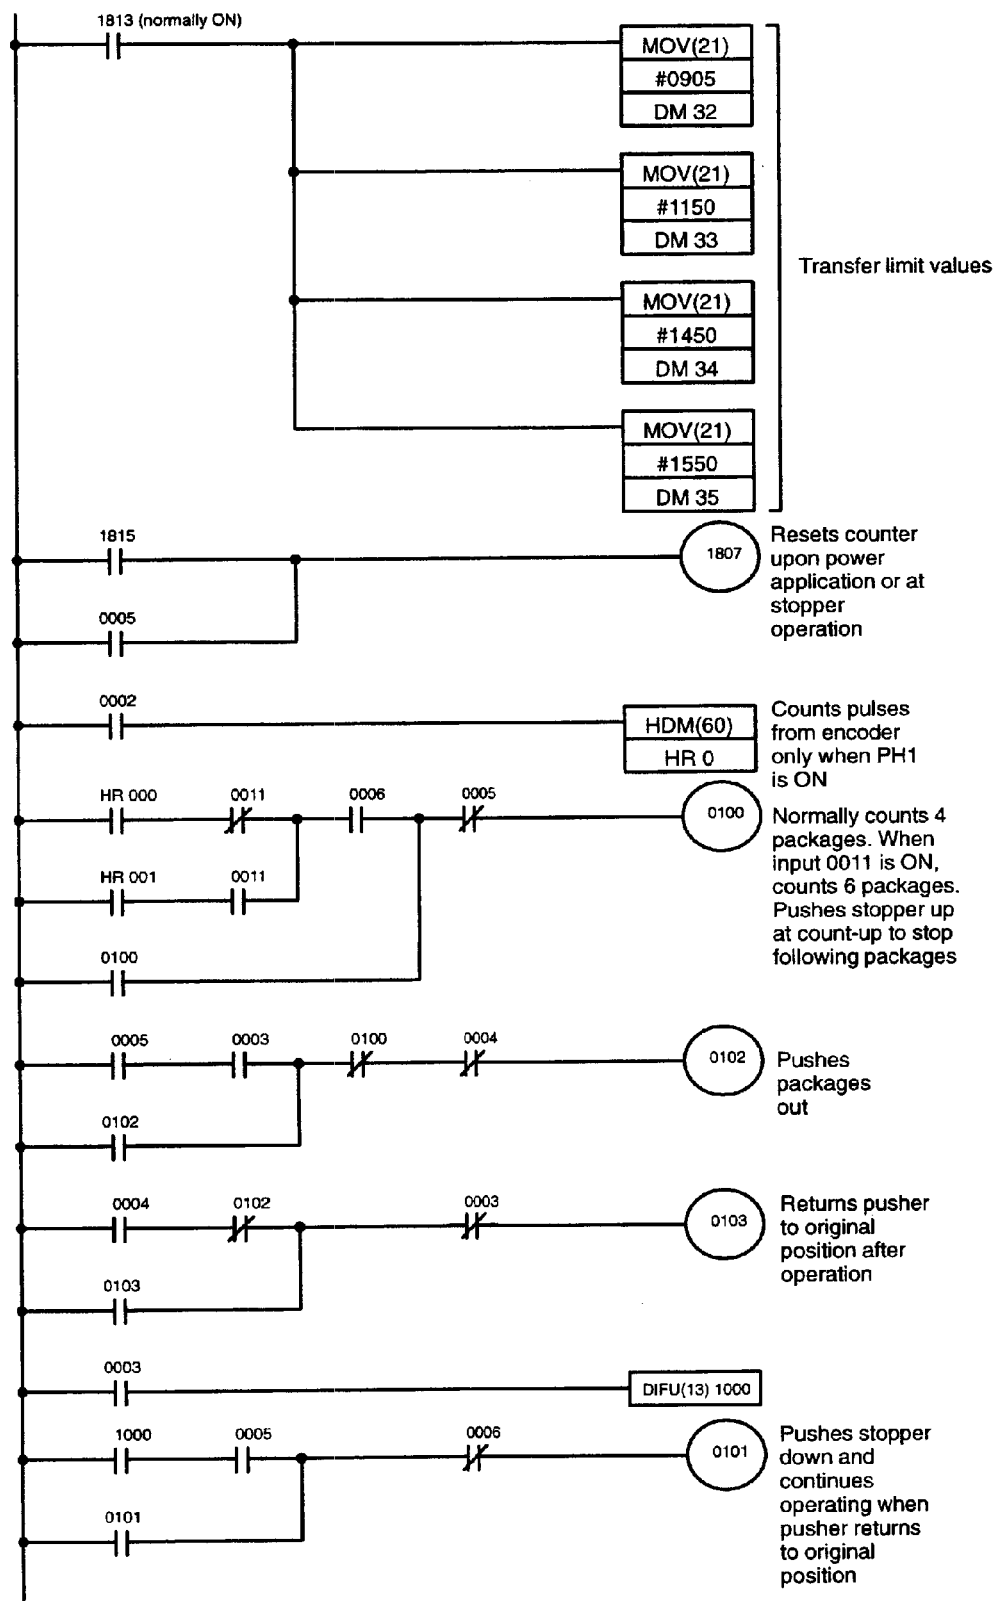 1813 (normally ON)
MOV(21)
#0905
DM 32
MOV(21)
#1150
DM 33
Transfer limit values
MOV(21)
#1450
DM 34
MOV(21)
#1550
DM 35
1815
1807
Resets counter
upon power
application or at
stopper
operation
0005
0002
HDM(60)
HR 0
Counts pulses
from encoder
only when PH1
is ON
HR 000
0011
0006
0005
0100
Normally counts 4
packages. When
input 0011 is ON,
counts 6 packages.
Pushes stopper up
at count-up to stop
following packages
HR 001
0011
0100
0005
0003
0100
0004
0102
Pushes
packages
out
0102
0004
0102
0003
0103
Returns pusher
to original
position after
operation
0103
0003
DIFU(13) 1000
1000
0005
0006
0101
Pushes stopper
down and
continues
operating when
pusher returns
to original
position
0101